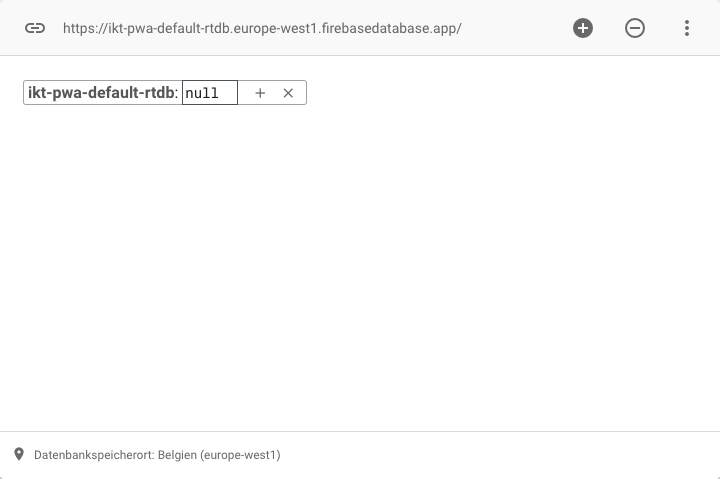 https://ikt-pwa-default-rtdb.europe-west1.firebasedatabase.app/
ikt-pwa-default-rtdb: null
Datenbankspeicherort: Belgien (europe-west1)